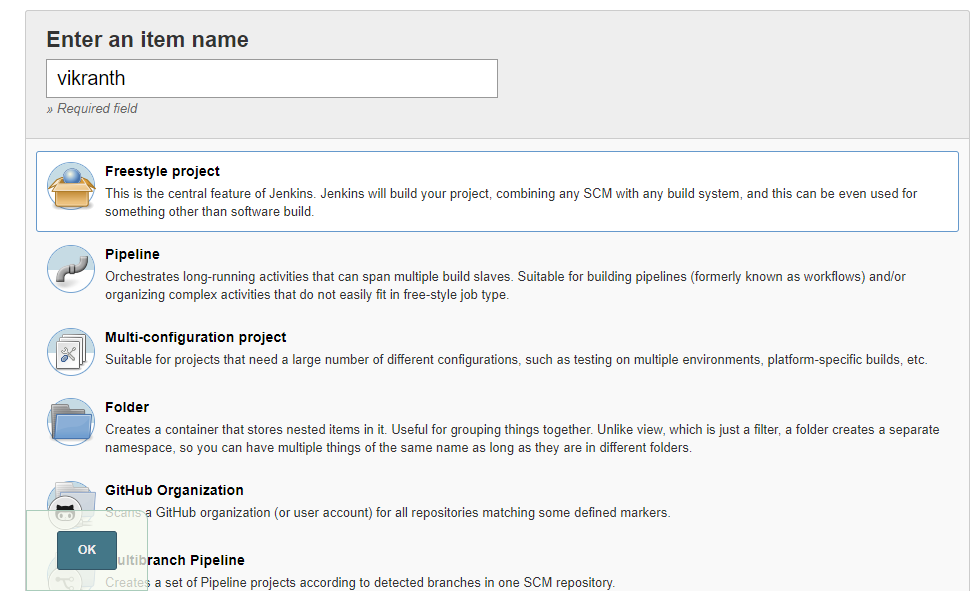 Enter an item name
vikranth
» Required field
Freestyle project
This is the central feature of Jenkins. Jenkins will build your project, combining any SCM with any build system, and this can be even used for
something other than software build.
Pipeline
Orchestrates long-running activities that can span multiple build slaves. Suitable for building pipelines (formerly known as workflows) and/or
organizing complex activities that do not easily fit in free-style job type.
Multi-configuration project
Suitable for projects that need a large number of different configurations, such as testing on multiple environments, platform-specific builds, etc.
Folder
Creates a container that stores nested items in it. Useful for grouping things together. Unlike view, which is just a filter, a folder creates a separate
namespace, so you can have multiple things of the same name as long as they are in different folders.
GitHub Organization
Scans a GitHub organization (or user account) for all repositories matching some defined markers.
OK
Multibranch Pipeline
Creates a set of Pipeline projects according to detected branches in one SCM repository.